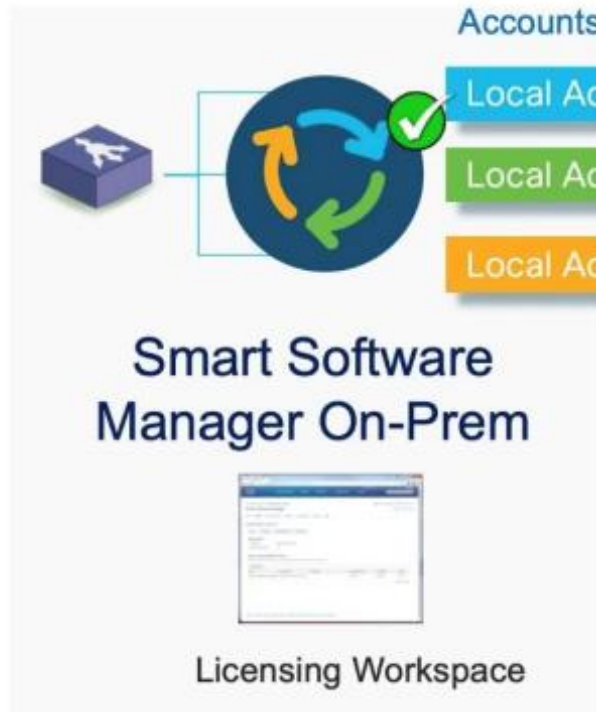 Accounts
Local Ac
Local Ac
Local Ac
Smart Software
Manager On-Prem
Licensing Workspace